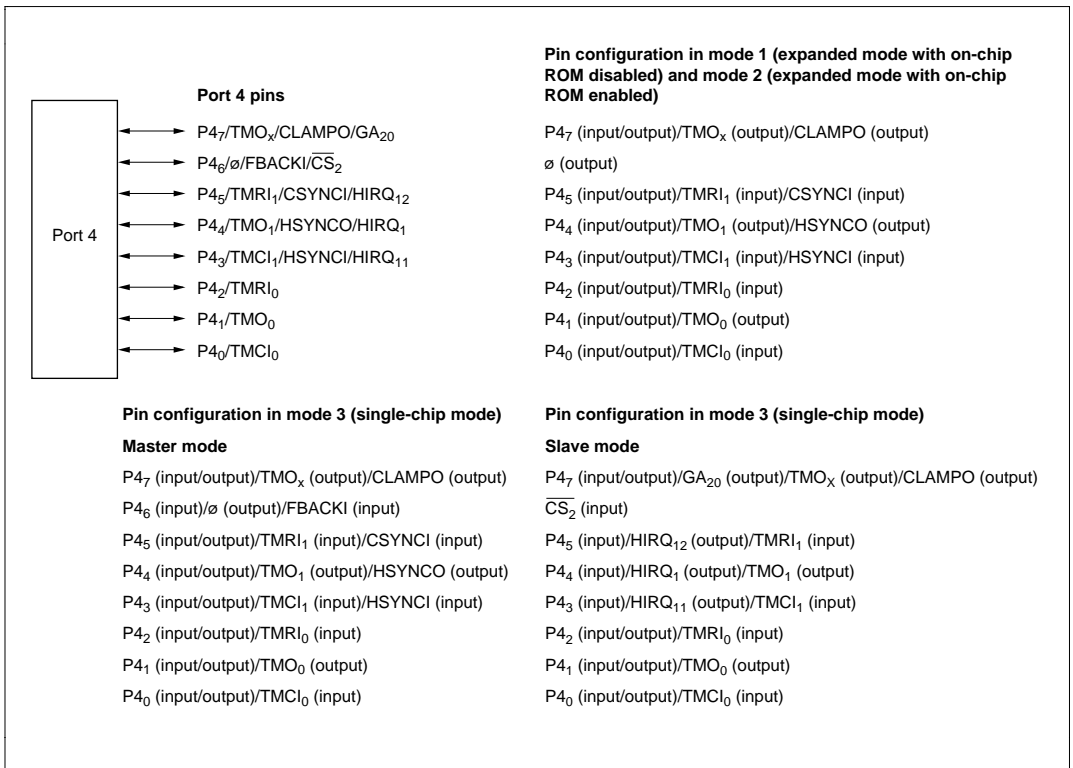 Port 4
Port 4 pins
P4₇/TMOₓ/CLAMPO/GA₂₀
P4₆/ø/FBACKI/C̅S̅₂
P4₅/TMRI₁/CSYNCI/HIRQ₁₂
P4₄/TMO₁/HSYNCO/HIRQ₁
P4₃/TMCI₁/HSYNCI/HIRQ₁₁
P4₂/TMRI₀
P4₁/TMO₀
P4₀/TMCI₀
Pin configuration in mode 1 (expanded mode with on-chip
ROM disabled) and mode 2 (expanded mode with on-chip
ROM enabled)
P4₇ (input/output)/TMOₓ (output)/CLAMPO (output)
ø (output)
P4₅ (input/output)/TMRI₁ (input)/CSYNCI (input)
P4₄ (input/output)/TMO₁ (output)/HSYNCO (output)
P4₃ (input/output)/TMCI₁ (input)/HSYNCI (input)
P4₂ (input/output)/TMRI₀ (input)
P4₁ (input/output)/TMO₀ (output)
P4₀ (input/output)/TMCI₀ (input)
Pin configuration in mode 3 (single-chip mode)
Master mode
P4₇ (input/output)/TMOₓ (output)/CLAMPO (output)
P4₆ (input)/ø (output)/FBACKI (input)
P4₅ (input/output)/TMRI₁ (input)/CSYNCI (input)
P4₄ (input/output)/TMO₁ (output)/HSYNCO (output)
P4₃ (input/output)/TMCI₁ (input)/HSYNCI (input)
P4₂ (input/output)/TMRI₀ (input)
P4₁ (input/output)/TMO₀ (output)
P4₀ (input/output)/TMCI₀ (input)
Pin configuration in mode 3 (single-chip mode)
Slave mode
P4₇ (input/output)/GA₂₀ (output)/TMOX (output)/CLAMPO (output)
C̅S̅₂ (input)
P4₅ (input)/HIRQ₁₂ (output)/TMRI₁ (input)
P4₄ (input)/HIRQ₁ (output)/TMO₁ (output)
P4₃ (input)/HIRQ₁₁ (output)/TMCI₁ (input)
P4₂ (input/output)/TMRI₀ (input)
P4₁ (input/output)/TMO₀ (output)
P4₀ (input/output)/TMCI₀ (input)